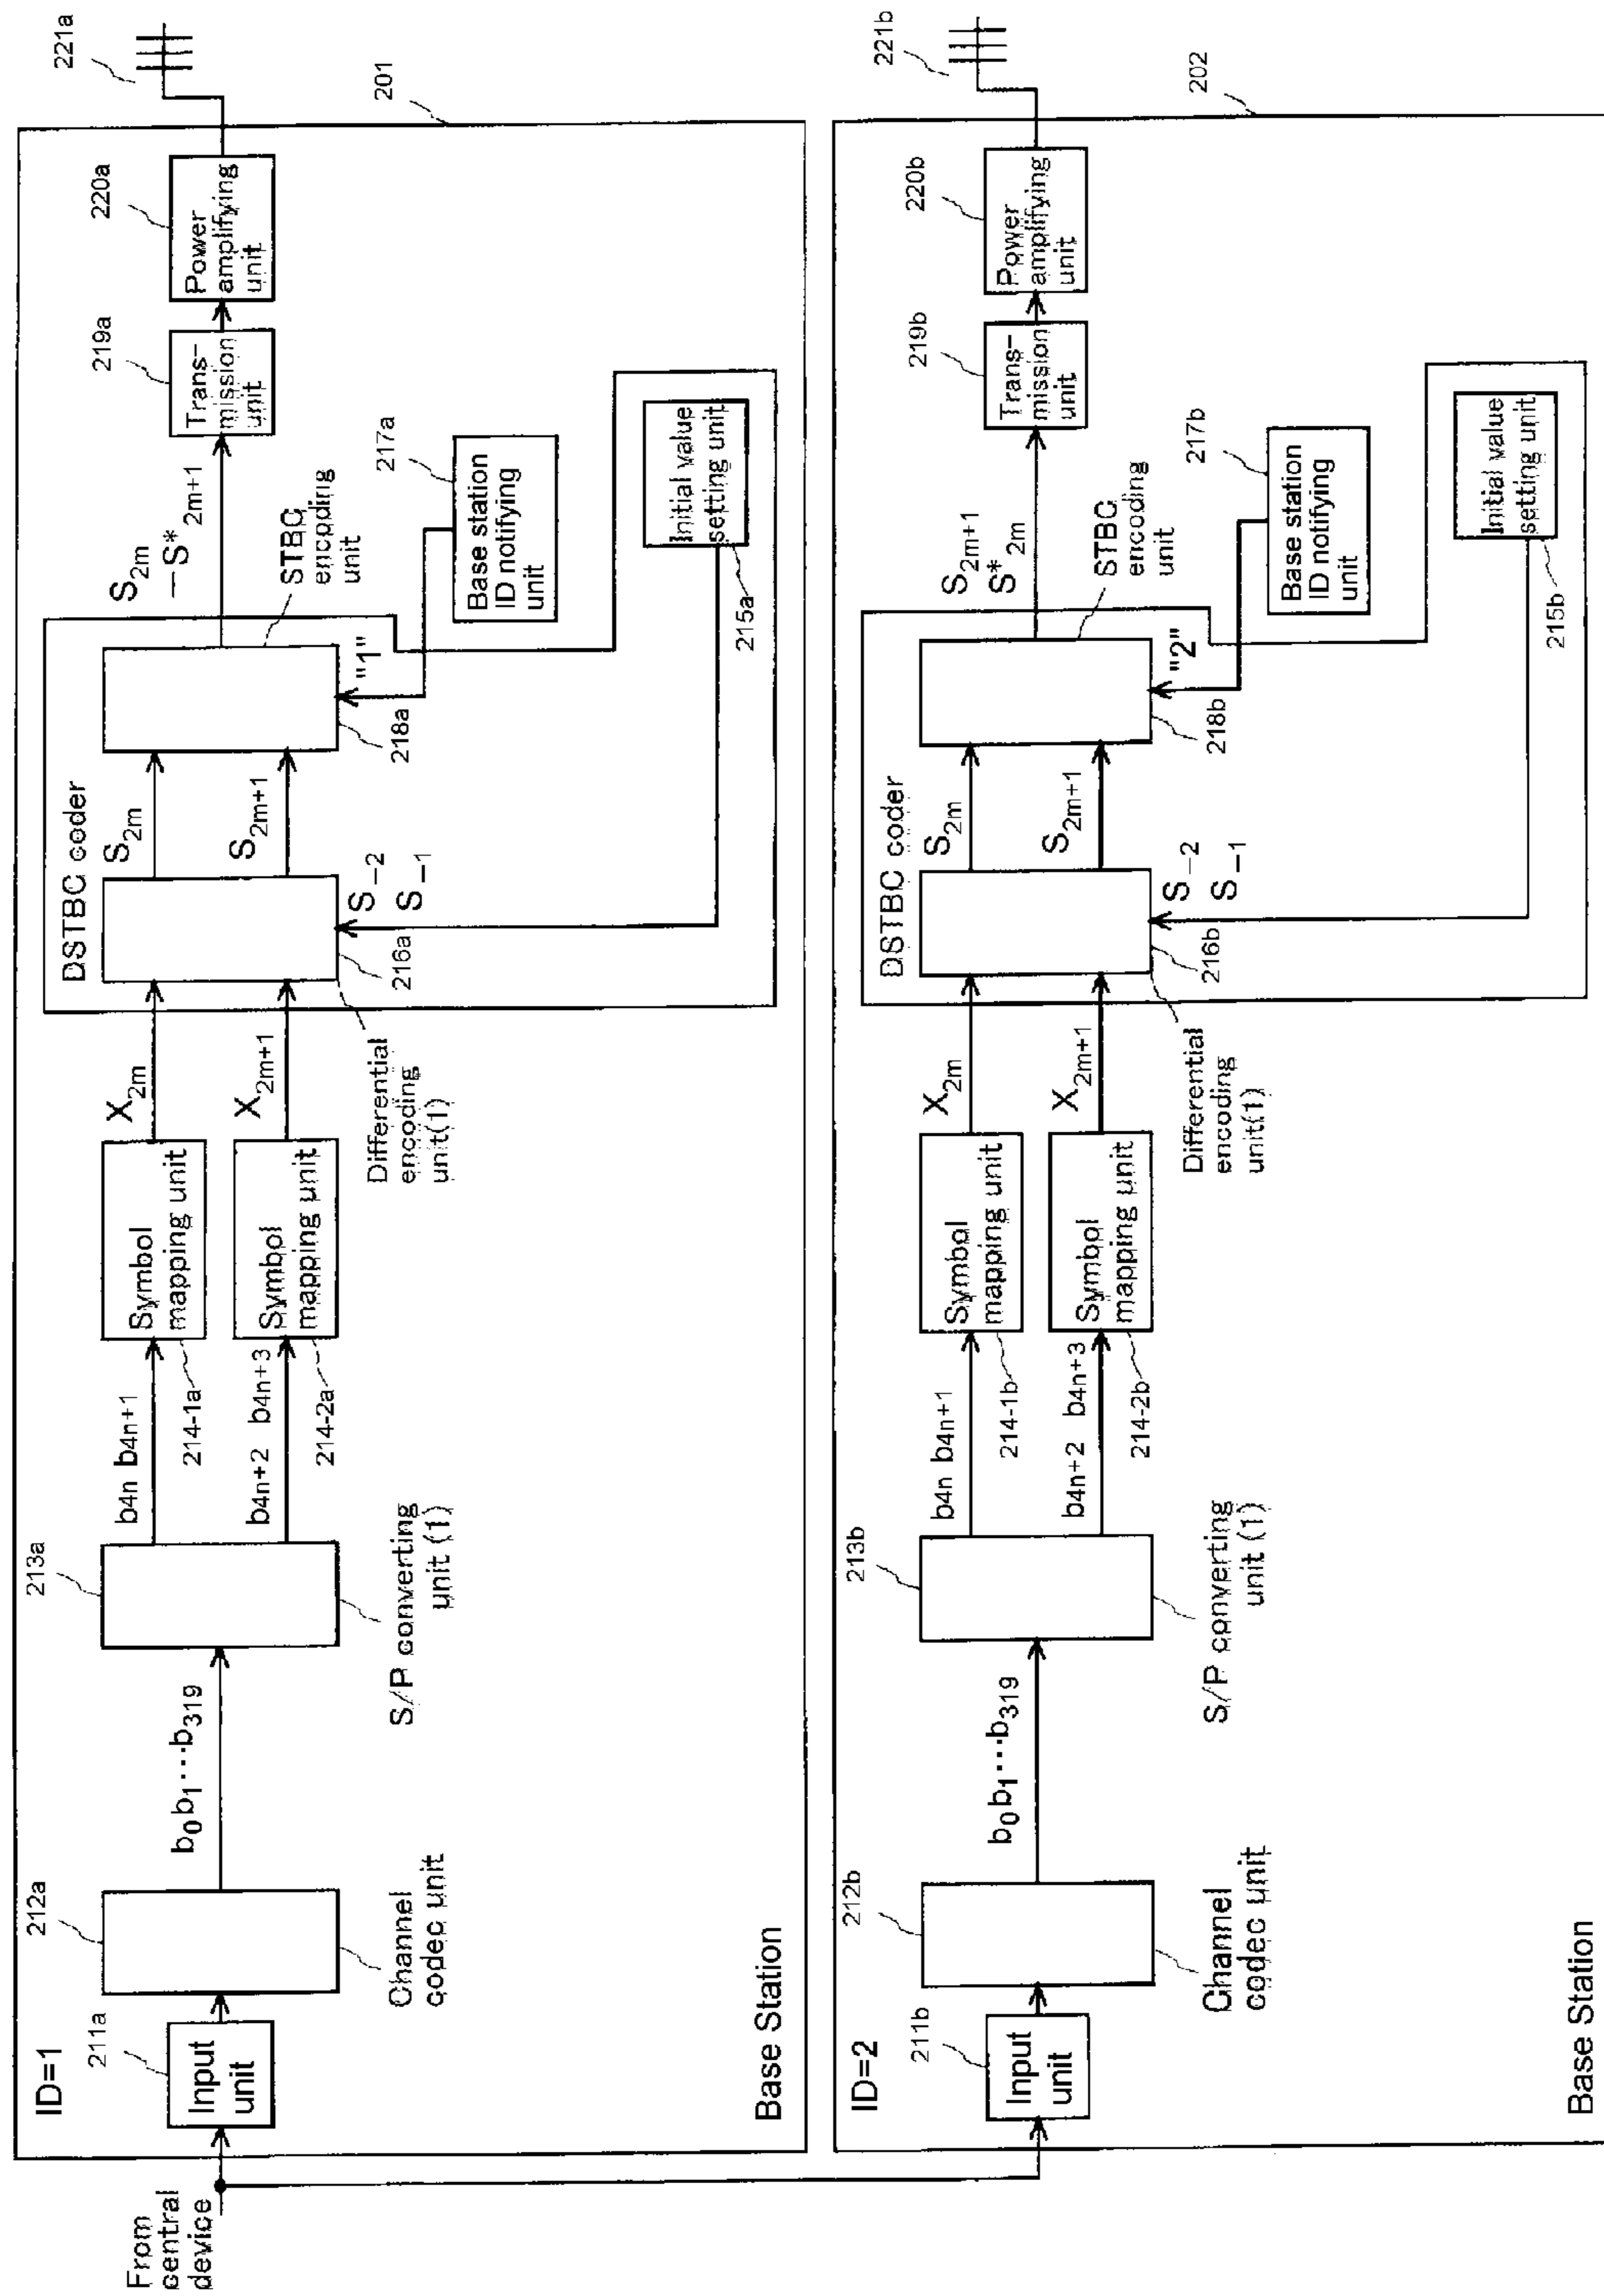 From
central
device
ID=1
211a
Input
unit
212a
Channel
codec unit
b0b1···b319
213a
S/P converting
unit (1)
b4n b4n+1
b4n+2 b4n+3
214-1a
Symbol
mapping unit
214-2a
Symbol
mapping unit
X2m
X2m+1
Differential
encoding
unit(1)
DSTBC coder
216a
S−2
S−1
S2m
S2m+1
218a
"1"
STBC
encoding
unit
S2m
−S* 2m+1
217a
Base station
ID notifying
unit
Initial value
setting unit
215a
219a
Trans-
mission
unit
220a
Power
amplifying
unit
221a
201
Base Station
ID=2
211b
Input
unit
212b
Channel
codec unit
b0b1···b319
213b
S/P converting
unit (1)
b4n b4n+1
b4n+2 b4n+3
214-1b
Symbol
mapping unit
214-2b
Symbol
mapping unit
X2m
X2m+1
Differential
encoding
unit(1)
DSTBC coder
216b
S−2
S−1
S2m
S2m+1
218b
"2"
STBC
encoding
unit
S2m+1
S* 2m
217b
Base station
ID notifying
unit
Initial value
setting unit
215b
219b
Trans-
mission
unit
220b
Power
amplifying
unit
221b
202
Base Station